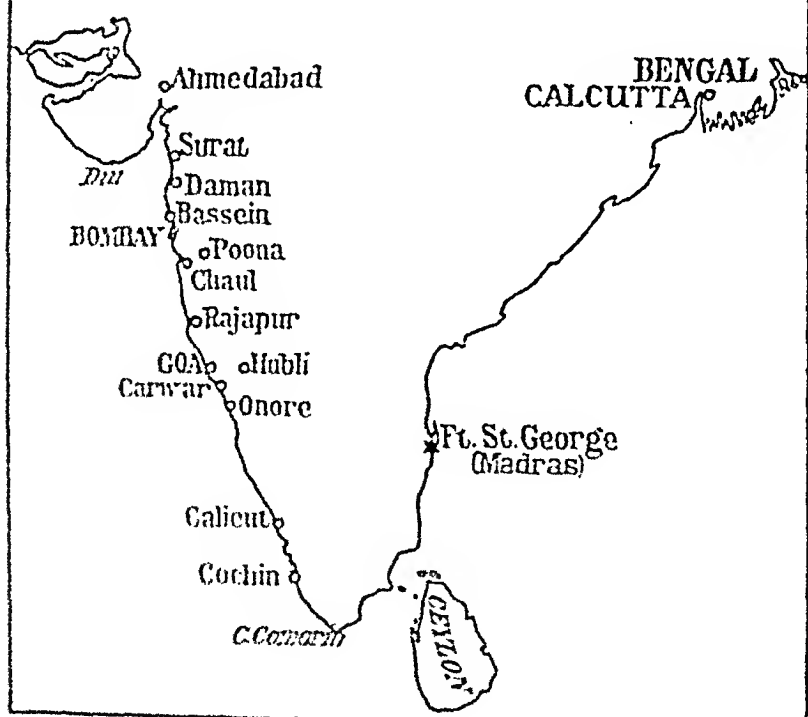 Ahmedabad
BENGAL
CALCUTTA
Surat
Diu
Daman
Bassein
BOMBAY
Poona
Chaul
Rajapur
GOA
Hubli
Carwar
Onore
Ft. St. George
(Madras)
Calicut
Cochin
CEYLON
C. Comorin